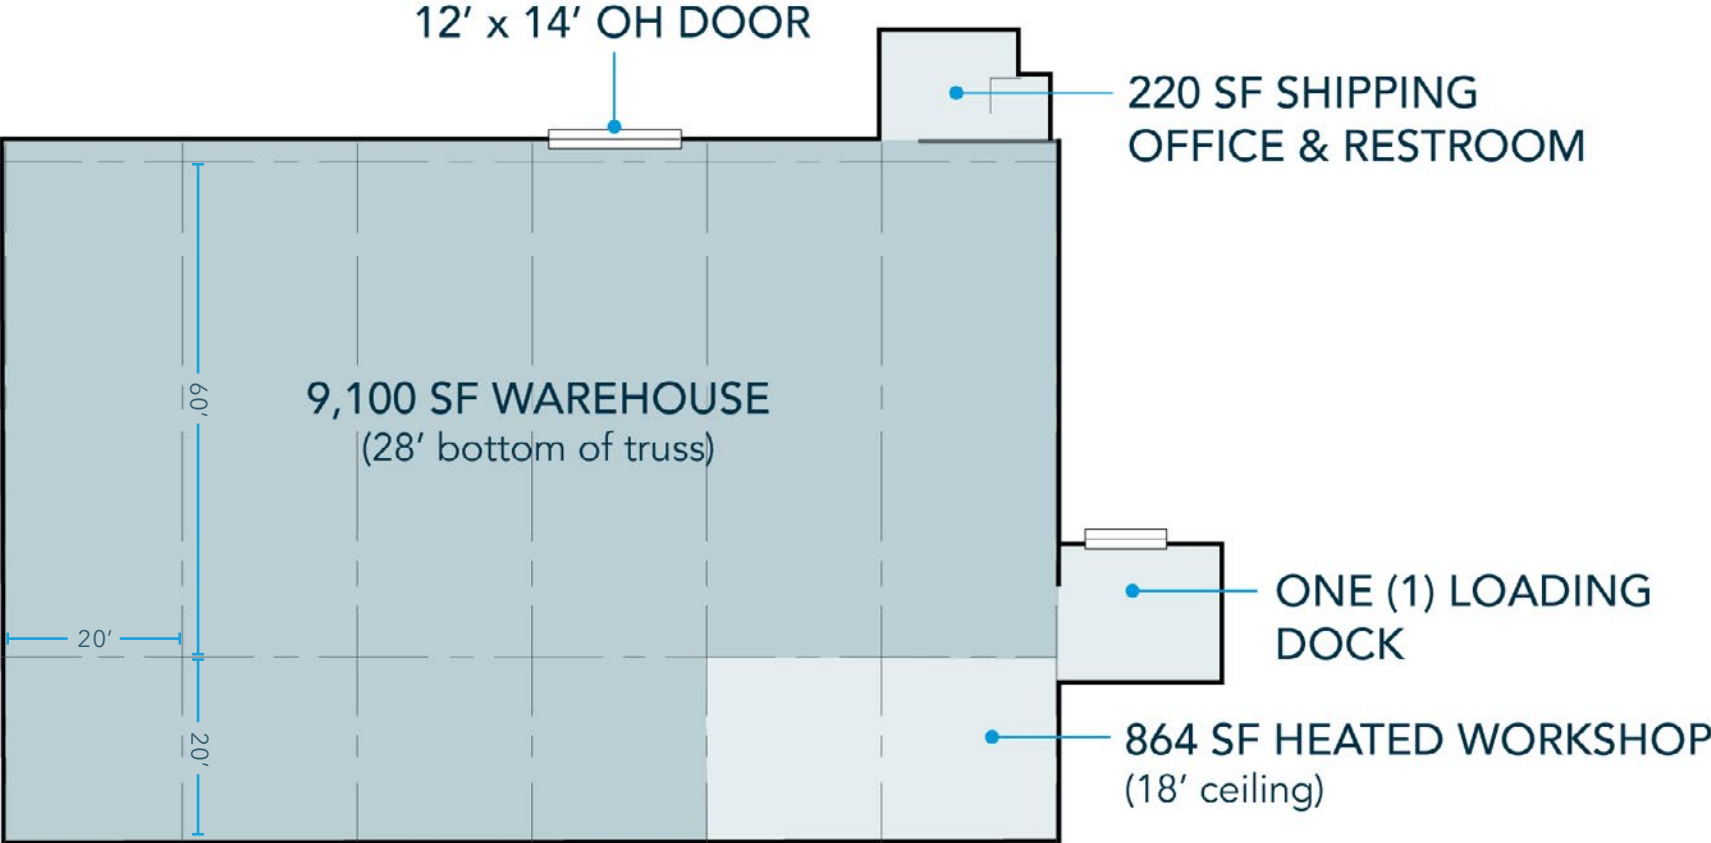 12’ x 14’ OH DOOR
220 SF SHIPPING
OFFICE & RESTROOM
60’
9,100 SF WAREHOUSE
(28’ bottom of truss)
ONE (1) LOADING
DOCK
20’
20’
864 SF HEATED WORKSHOP
(18’ ceiling)